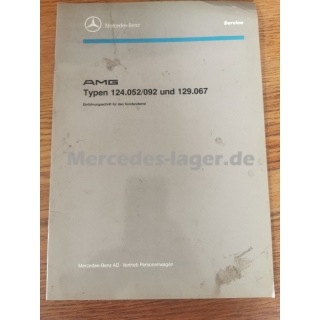 Mercedes-Benz
Service
AMG
Typen 124.052/092 und 129.067
Einführungsschrift für den Kundendienst
Mercedes-lager.de
Mercedes-Benz AG · Vertrieb Personenwagen